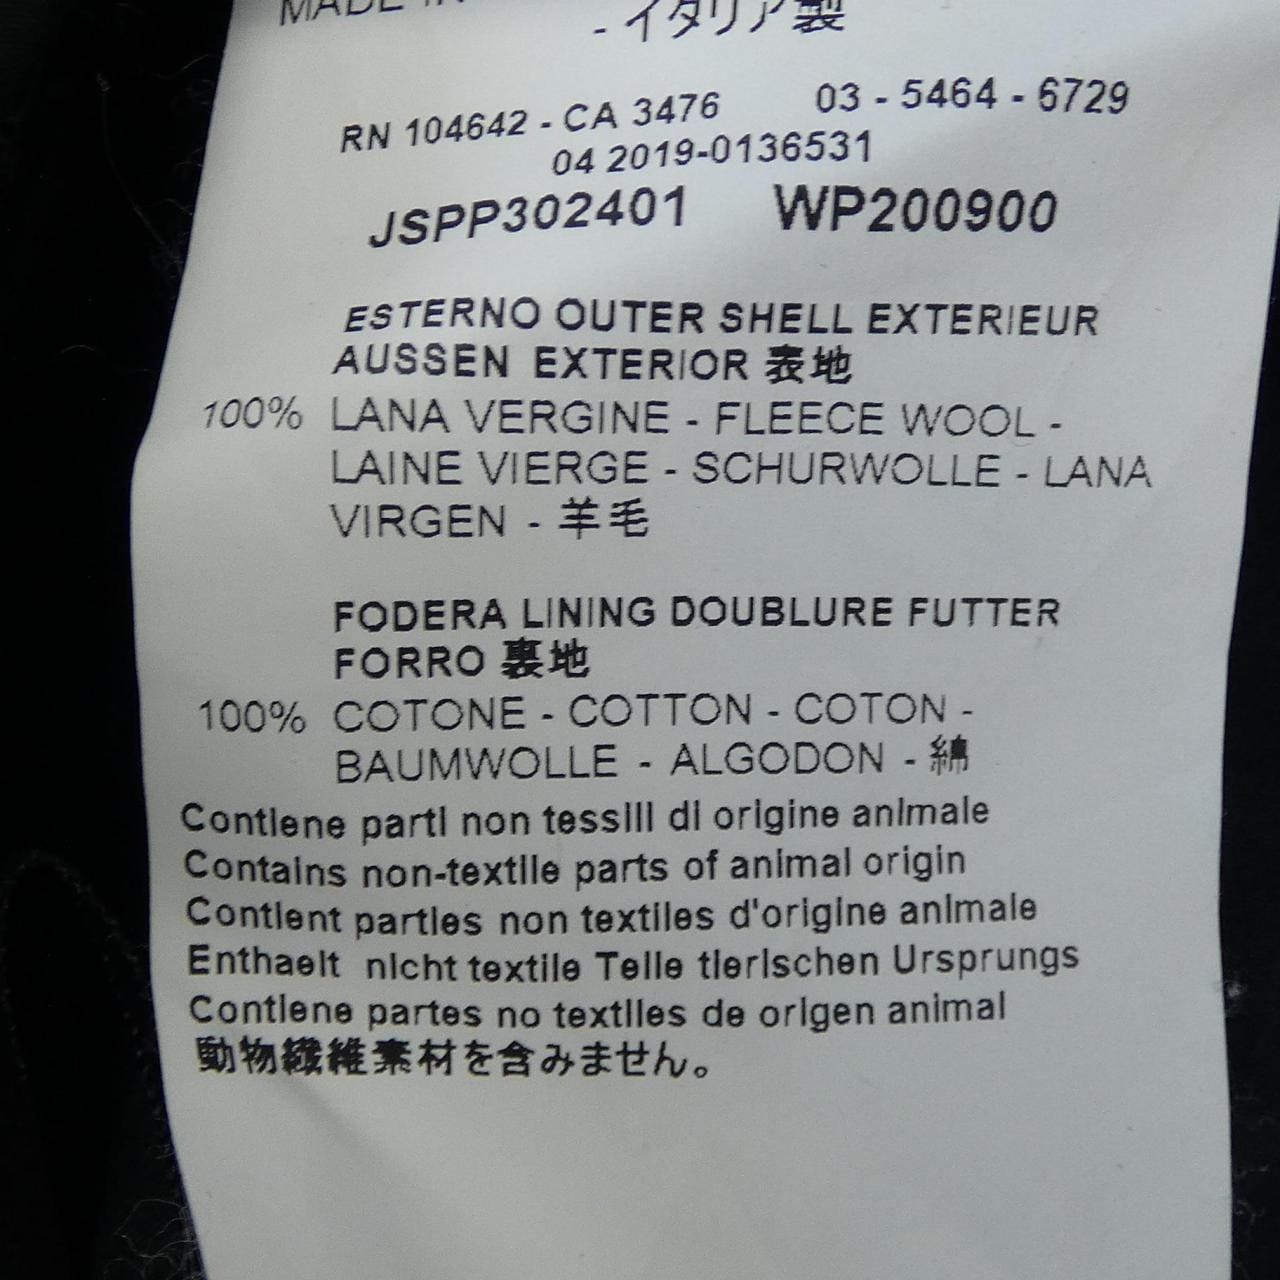 MADE IN
- イタリア製
RN 104642 - CA 3476 03 - 5464 - 6729
04 2019-0136531
JSPP302401 WP200900
ESTERNO OUTER SHELL EXTERIEUR
AUSSEN EXTERIOR 表地
100% LANA VERGINE - FLEECE WOOL -
LAINE VIERGE - SCHURWOLLE - LANA
VIRGEN - 羊毛
FODERA LINING DOUBLURE FUTTER
FORRO 裏地
100% COTONE - COTTON - COTON -
BAUMWOLLE - ALGODON - 綿
Contiene parti non tessili di origine animale
Contains non-textile parts of animal origin
Contient parties non textiles d'origine animale
Enthaelt nicht textile Teile tierischen Ursprungs
Contiene partes no textiles de origen animal
動物繊維素材を含みません。